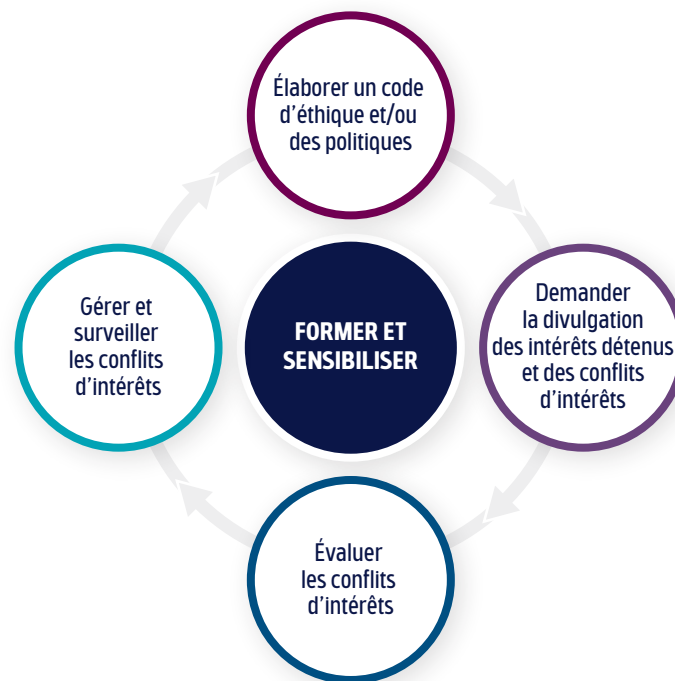 Élaborer un code
d’éthique et/ou
des politiques
Demander
la divulgation
des intérêts détenus
et des conflits
d’intérêts
Évaluer
les conflits
d’intérêts
Gérer et
surveiller
les conflits
d’intérêts
FORMER ET
SENSIBILISER